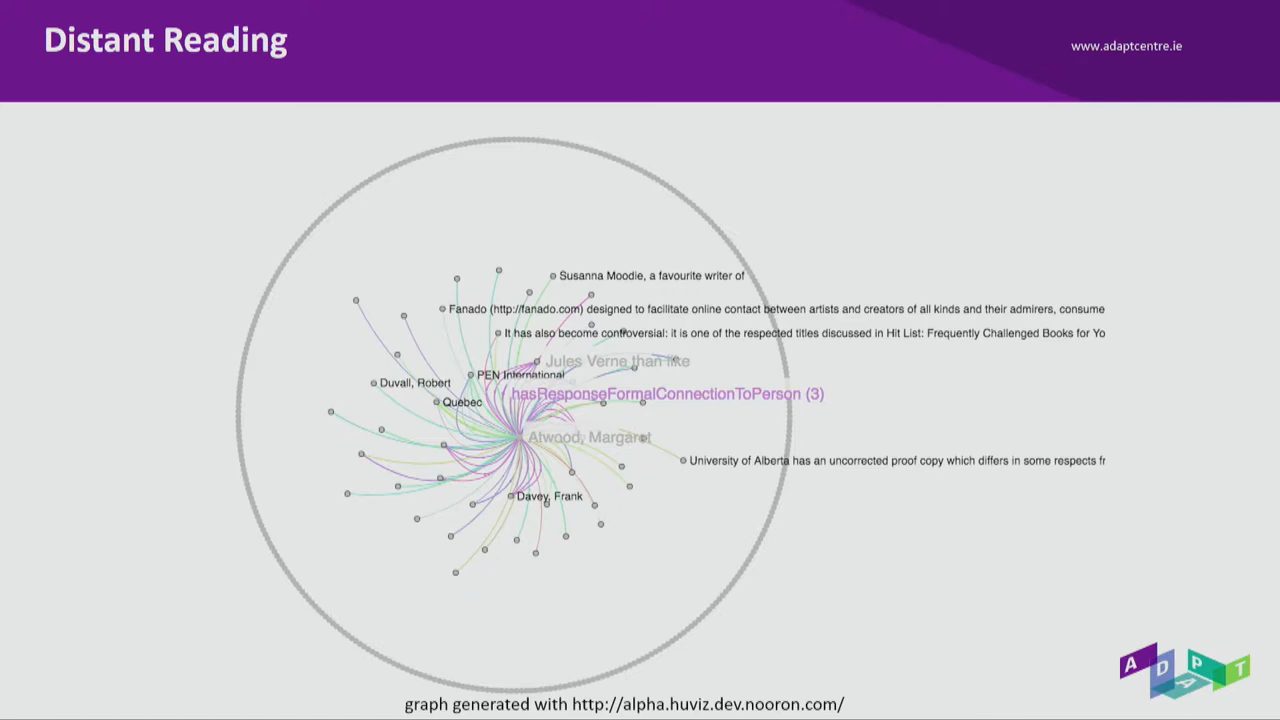 Distant Reading
www.adaptcentre.ie
Susanna Moodie, a favourite writer of
Fanado (http://fanado.com) designed to facilitate online contact between artists and creators of all kinds and their admirers, consume
It has also become controversial: it is one of the respected titles discussed in Hit List: Frequently Challenged Books for Yo
Jules Verne than like
PEN International
Duvall, Robert
hasResponseFormalConnectionToPerson (3)
Quebec
Atwood, Margaret
University of Alberta has an uncorrected proof copy which differs in some respects fr
Davey, Frank
ADAPT
graph generated with http://alpha.huviz.dev.nooron.com/